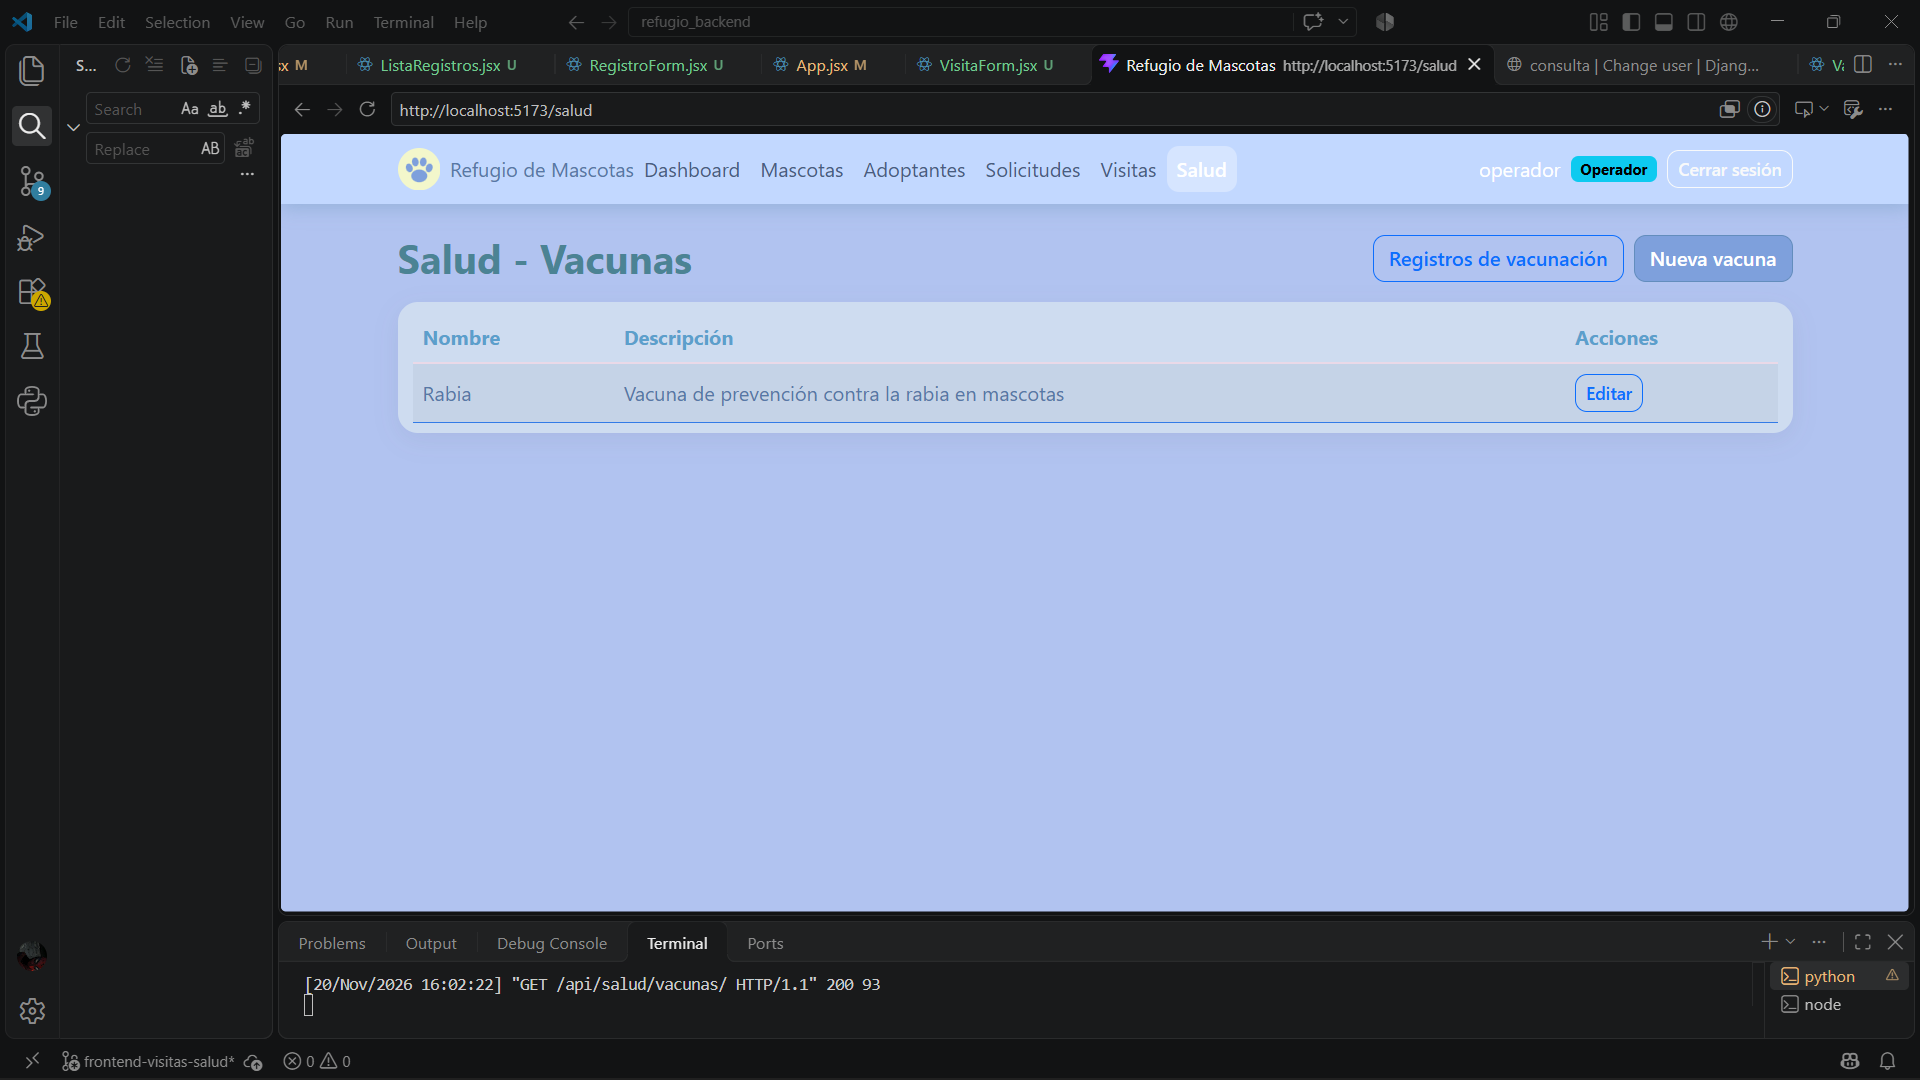 File Edit Selection View Go Run Terminal Help refugio_backend
S... sx M ListaRegistros.jsx U RegistroForm.jsx U App.jsx M VisitaForm.jsx U Refugio de Mascotas http://localhost:5173/salud consulta | Change user | Djang...
Search Aa ab .*
http://localhost:5173/salud
Replace AB
Refugio de Mascotas Dashboard Mascotas Adoptantes Solicitudes Visitas Salud operador Operador Cerrar sesión
9
Salud - Vacunas Registros de vacunación Nueva vacuna
Nombre Descripción Acciones
Rabia Vacuna de prevención contra la rabia en mascotas Editar
Problems Output Debug Console Terminal Ports
[20/Nov/2026 16:02:22] "GET /api/salud/vacunas/ HTTP/1.1" 200 93
python
node
frontend-visitas-salud* 0 0